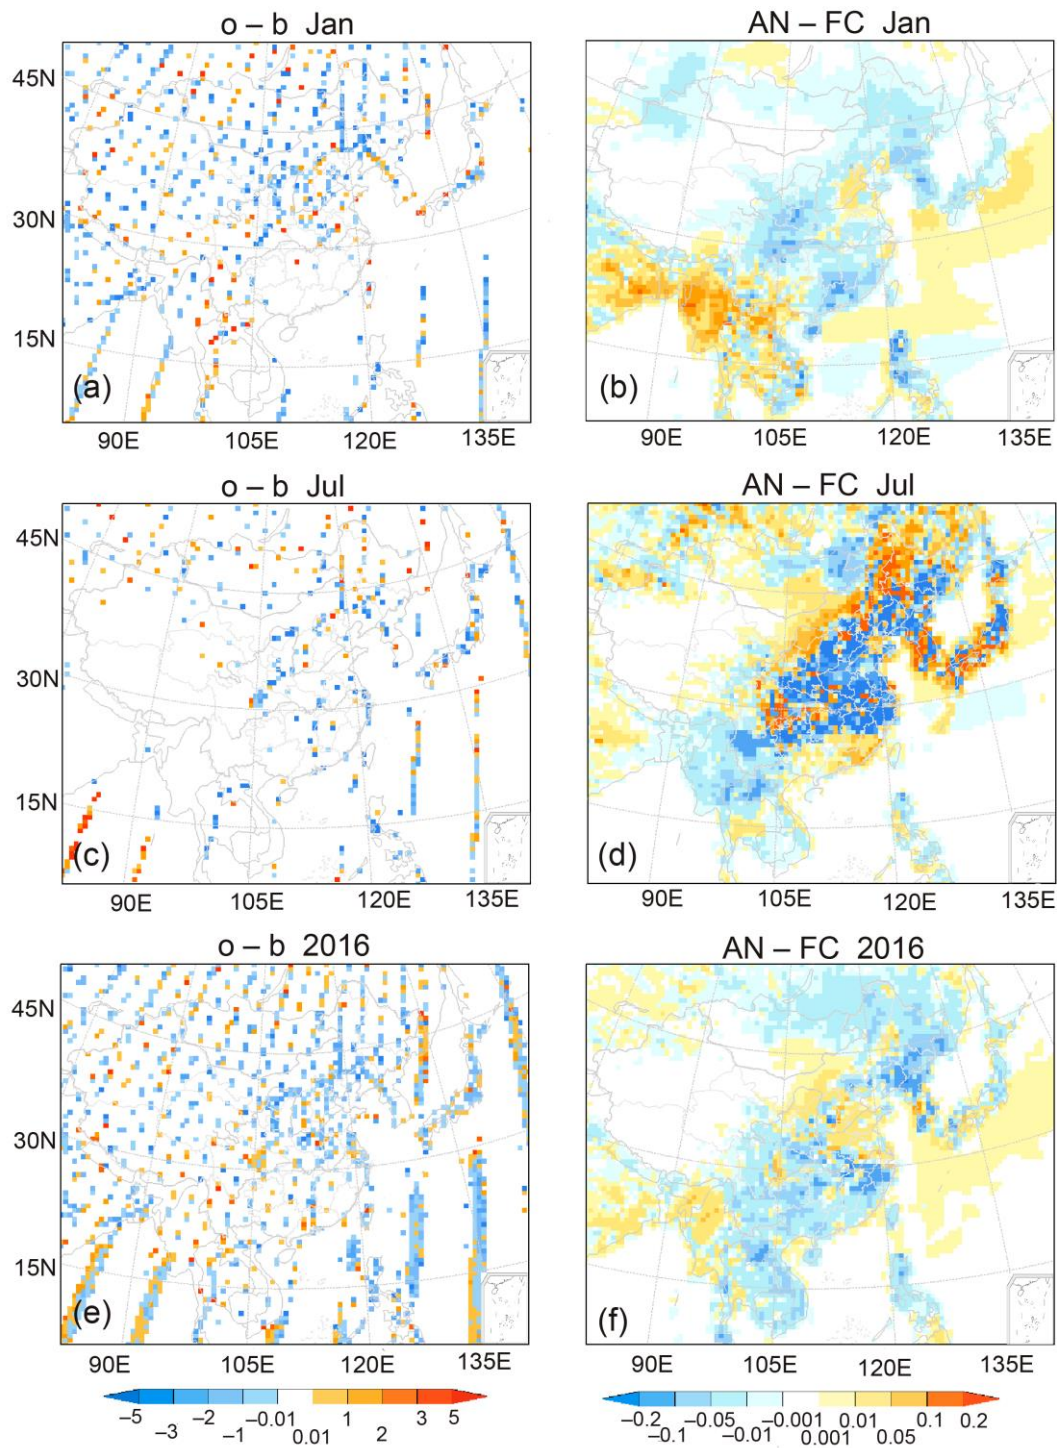 o – b Jan
AN – FC Jan
45N
30N
15N
(a)
(b)
90E
105E
120E
135E
90E
105E
120E
135E
o – b Jul
AN – FC Jul
45N
30N
15N
(c)
(d)
90E
105E
120E
135E
90E
105E
120E
135E
o – b 2016
AN – FC 2016
45N
30N
15N
(e)
(f)
90E
105E
120E
135E
90E
105E
120E
135E
–5 –2 –0.01 1 3 5
–3 –1 0.01 2
–0.2 –0.05 –0.001 0.01 0.1 0.2
–0.1 –0.01 0.001 0.05